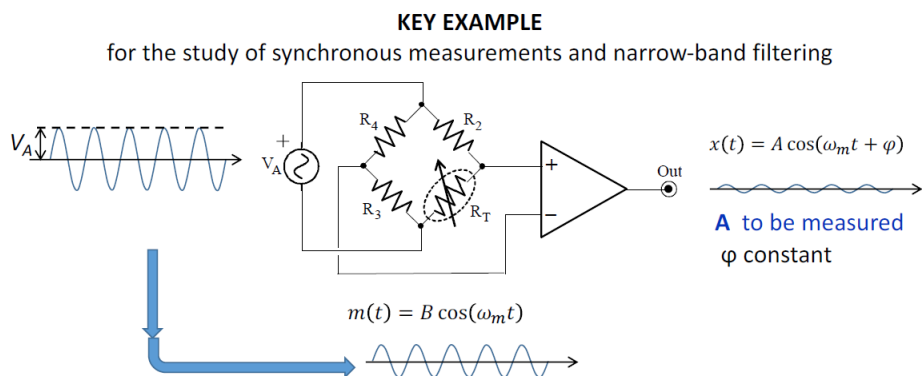 KEY EXAMPLE
for the study of synchronous measurements and narrow-band filtering
V_A
+
V_A
R_4
R_2
R_3
R_T
+
−
Out
x(t) = A cos(ω_m t + φ)
A to be measured
φ constant
m(t) = B cos(ω_m t)